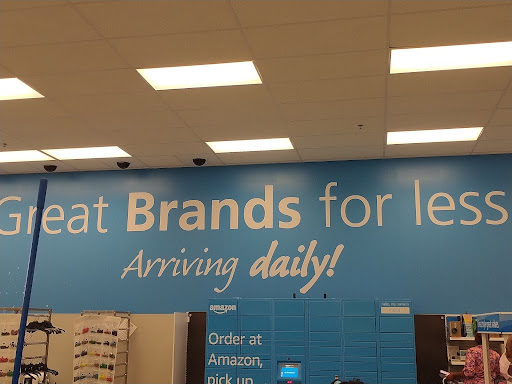 Great Brands for less
Arriving daily!
amazon
Order at
Amazon,
pick up